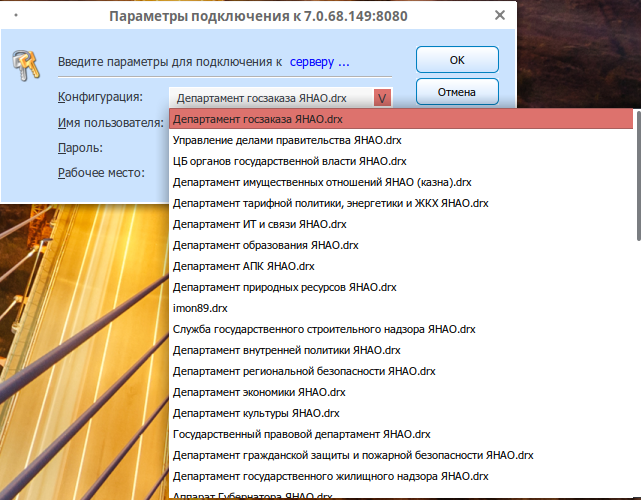 Параметры подключения к 7.0.68.149:8080
Введите параметры для подключения к серверу ...
OK
Конфигурация: Департамент госзаказа ЯНАО.drx V
Отмена
Имя пользователя:
Пароль:
Рабочее место:
Департамент госзаказа ЯНАО.drx
Управление делами правительства ЯНАО.drx
ЦБ органов государственной власти ЯНАО.drx
Департамент имущественных отношений ЯНАО (казна).drx
Департамент тарифной политики, энергетики и ЖКХ ЯНАО.drx
Департамент ИТ и связи ЯНАО.drx
Департамент образования ЯНАО.drx
Департамент АПК ЯНАО.drx
Департамент природных ресурсов ЯНАО.drx
imon89.drx
Служба государственного строительного надзора ЯНАО.drx
Департамент внутренней политики ЯНАО.drx
Департамент региональной безопасности ЯНАО.drx
Департамент экономики ЯНАО.drx
Департамент культуры ЯНАО.drx
Государственный правовой департамент ЯНАО.drx
Департамент гражданской защиты и пожарной безопасности ЯНАО.drx
Департамент государственного жилищного надзора ЯНАО.drx
Аппарат Губернатора ЯНАО.drx